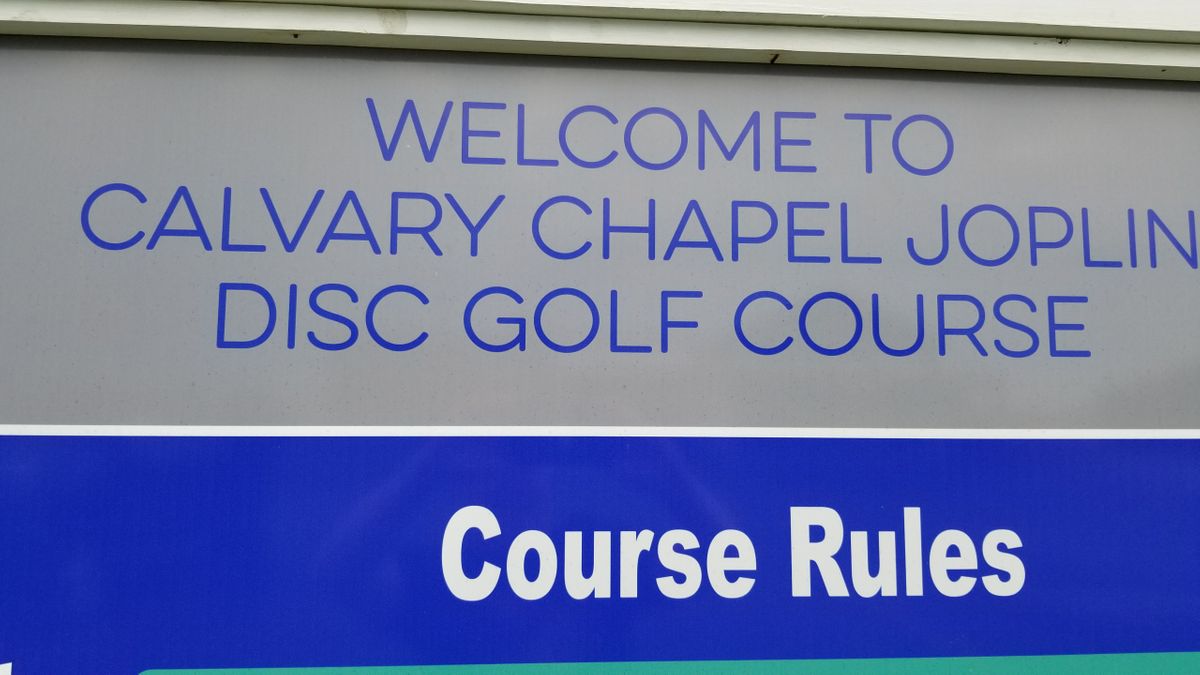 WELCOME TO
CALVARY CHAPEL JOPLIN
DISC GOLF COURSE
Course Rules